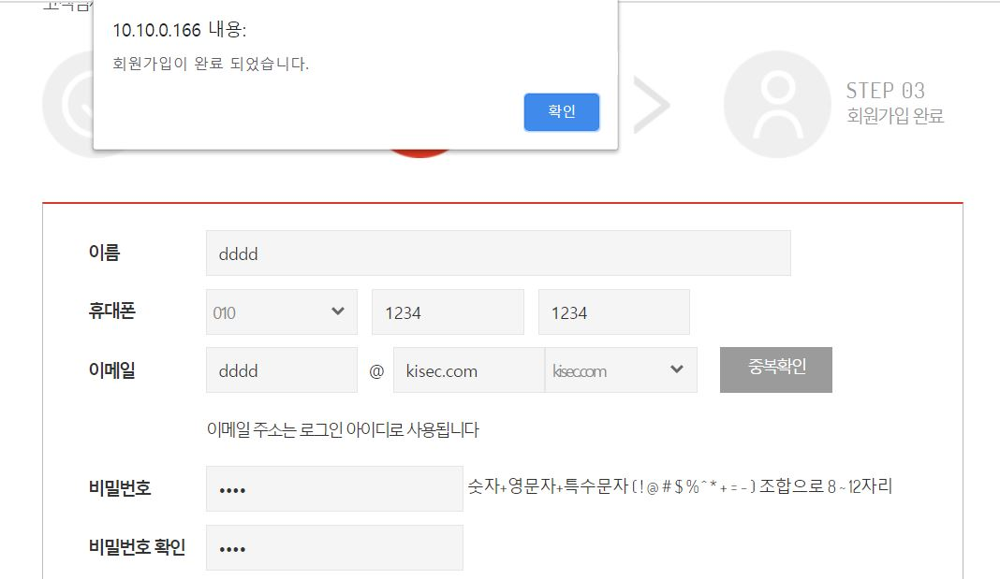 10.10.0.166 내용:
회원가입이 완료 되었습니다.
확인
STEP 03
회원가입 완료
이름 dddd
휴대폰 010 1234 1234
이메일 dddd @ kisec.com kisec.com 중복확인
이메일 주소는 로그인 아이디로 사용됩니다
비밀번호 •••• 숫자+영문자+특수문자 ( ! @ # $ % ^ * + = - ) 조합으로 8 ~ 12자리
비밀번호 확인 ••••